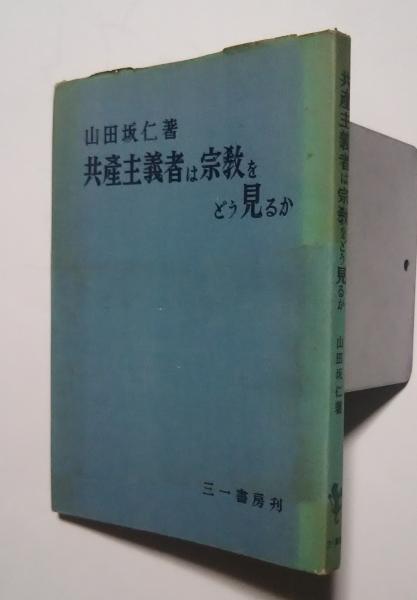 山田坂仁著
共產主義者は宗教を
どう見るか
三一書房刊
共產主義者は宗教をどう見るか
山田坂仁著